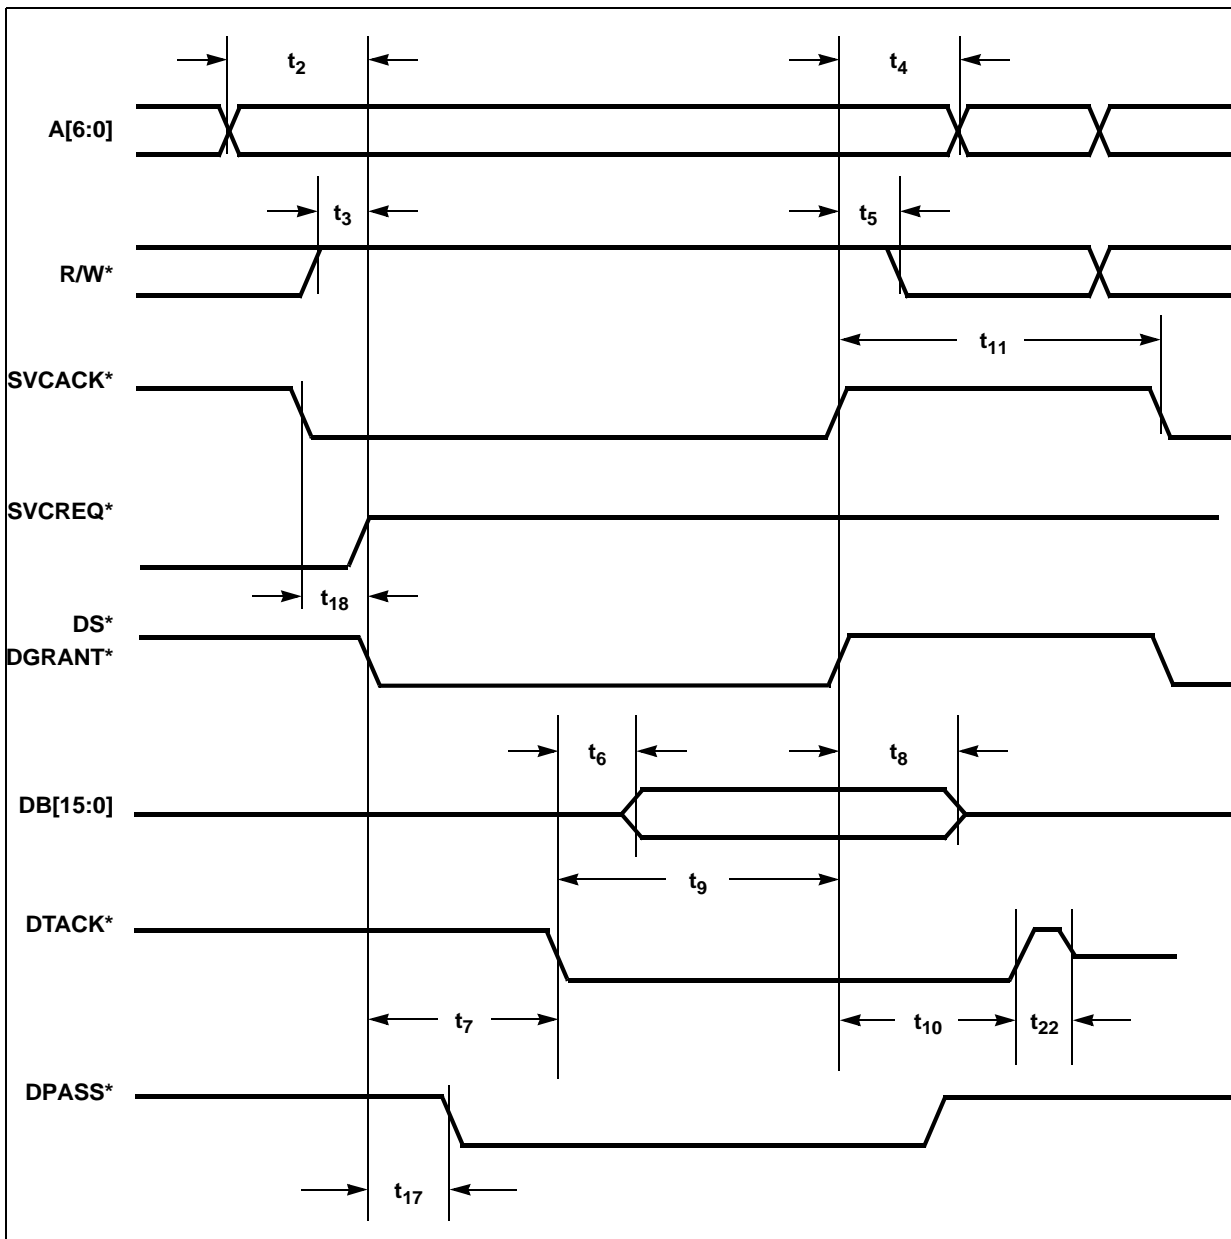 t2
t4
A[6:0]
t3
t5
R/W*
t11
SVCACK*
SVCREQ*
t18
DS*
DGRANT*
t6
t8
DB[15:0]
t9
DTACK*
t7
t10
t22
DPASS*
t17